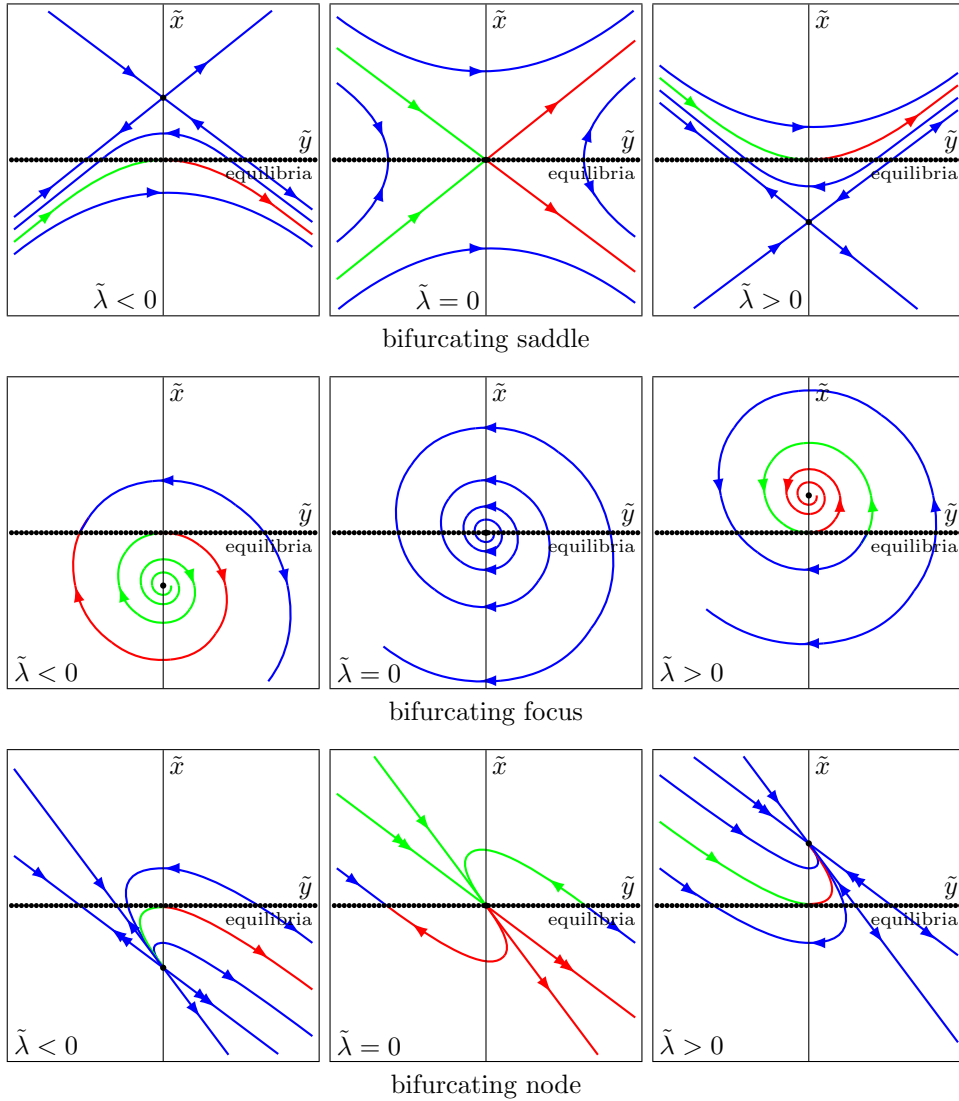 x̃ x̃ x̃
ỹ ỹ ỹ
equilibria equilibria equilibria
λ̃ < 0 λ̃ = 0 λ̃ > 0
bifurcating saddle
x̃ x̃ x̃
ỹ ỹ ỹ
equilibria equilibria equilibria
λ̃ < 0 λ̃ = 0 λ̃ > 0
bifurcating focus
x̃ x̃ x̃
ỹ ỹ ỹ
equilibria equilibria equilibria
λ̃ < 0 λ̃ = 0 λ̃ > 0
bifurcating node